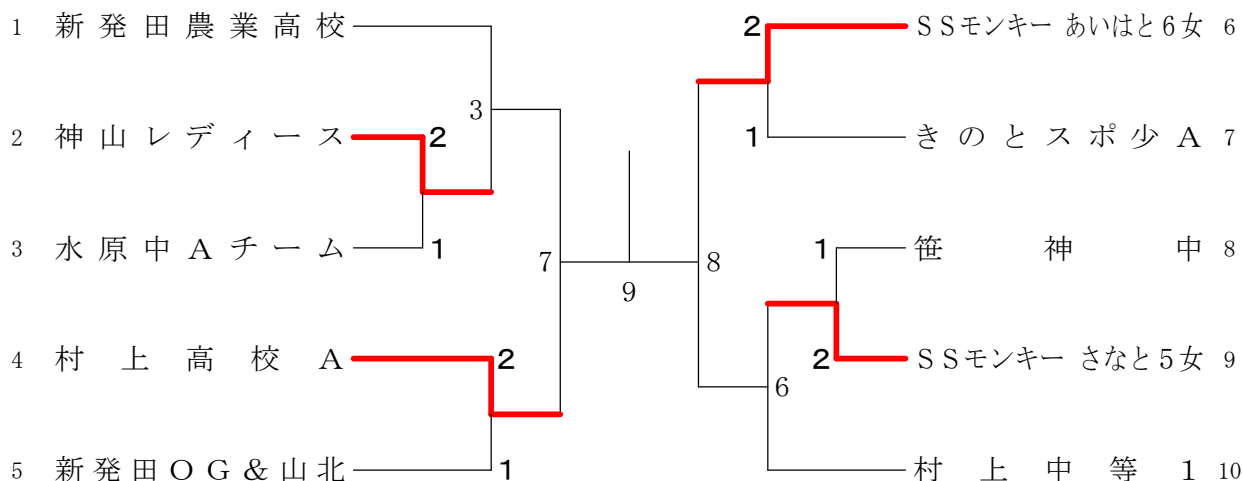 1 新発田農業高校
2 神山レディース
3 水原中Aチーム
4 村上高校A
5 新発田OG&山北
2
1
2
1
3
7
9
8
6
2
1
1
2
SSモンキー あいはと6女 6
きのとスポ少A 7
笹神中 8
SSモンキー さなと5女 9
村上中等1 10